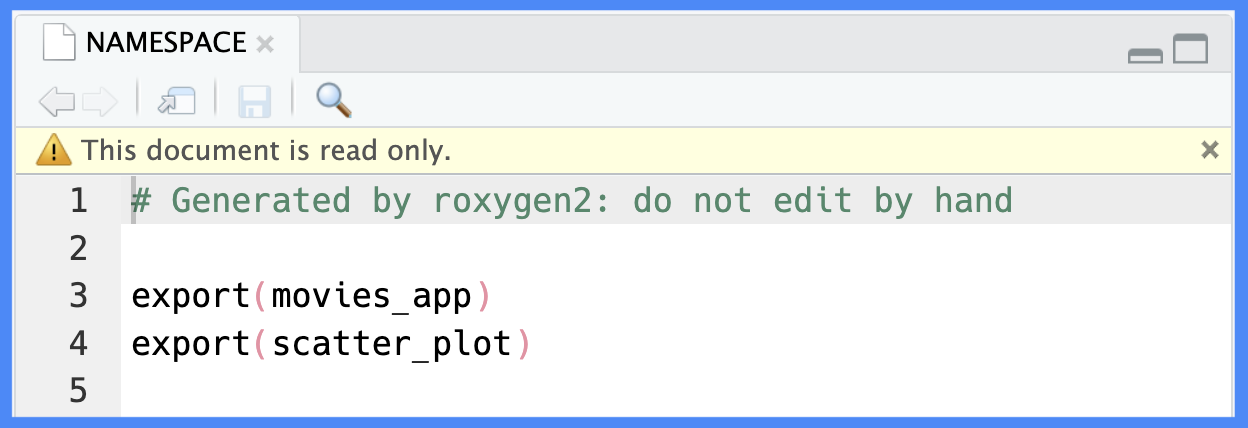 NAMESPACE
This document is read only.
1 # Generated by roxygen2: do not edit by hand
2
3 export(movies_app)
4 export(scatter_plot)
5